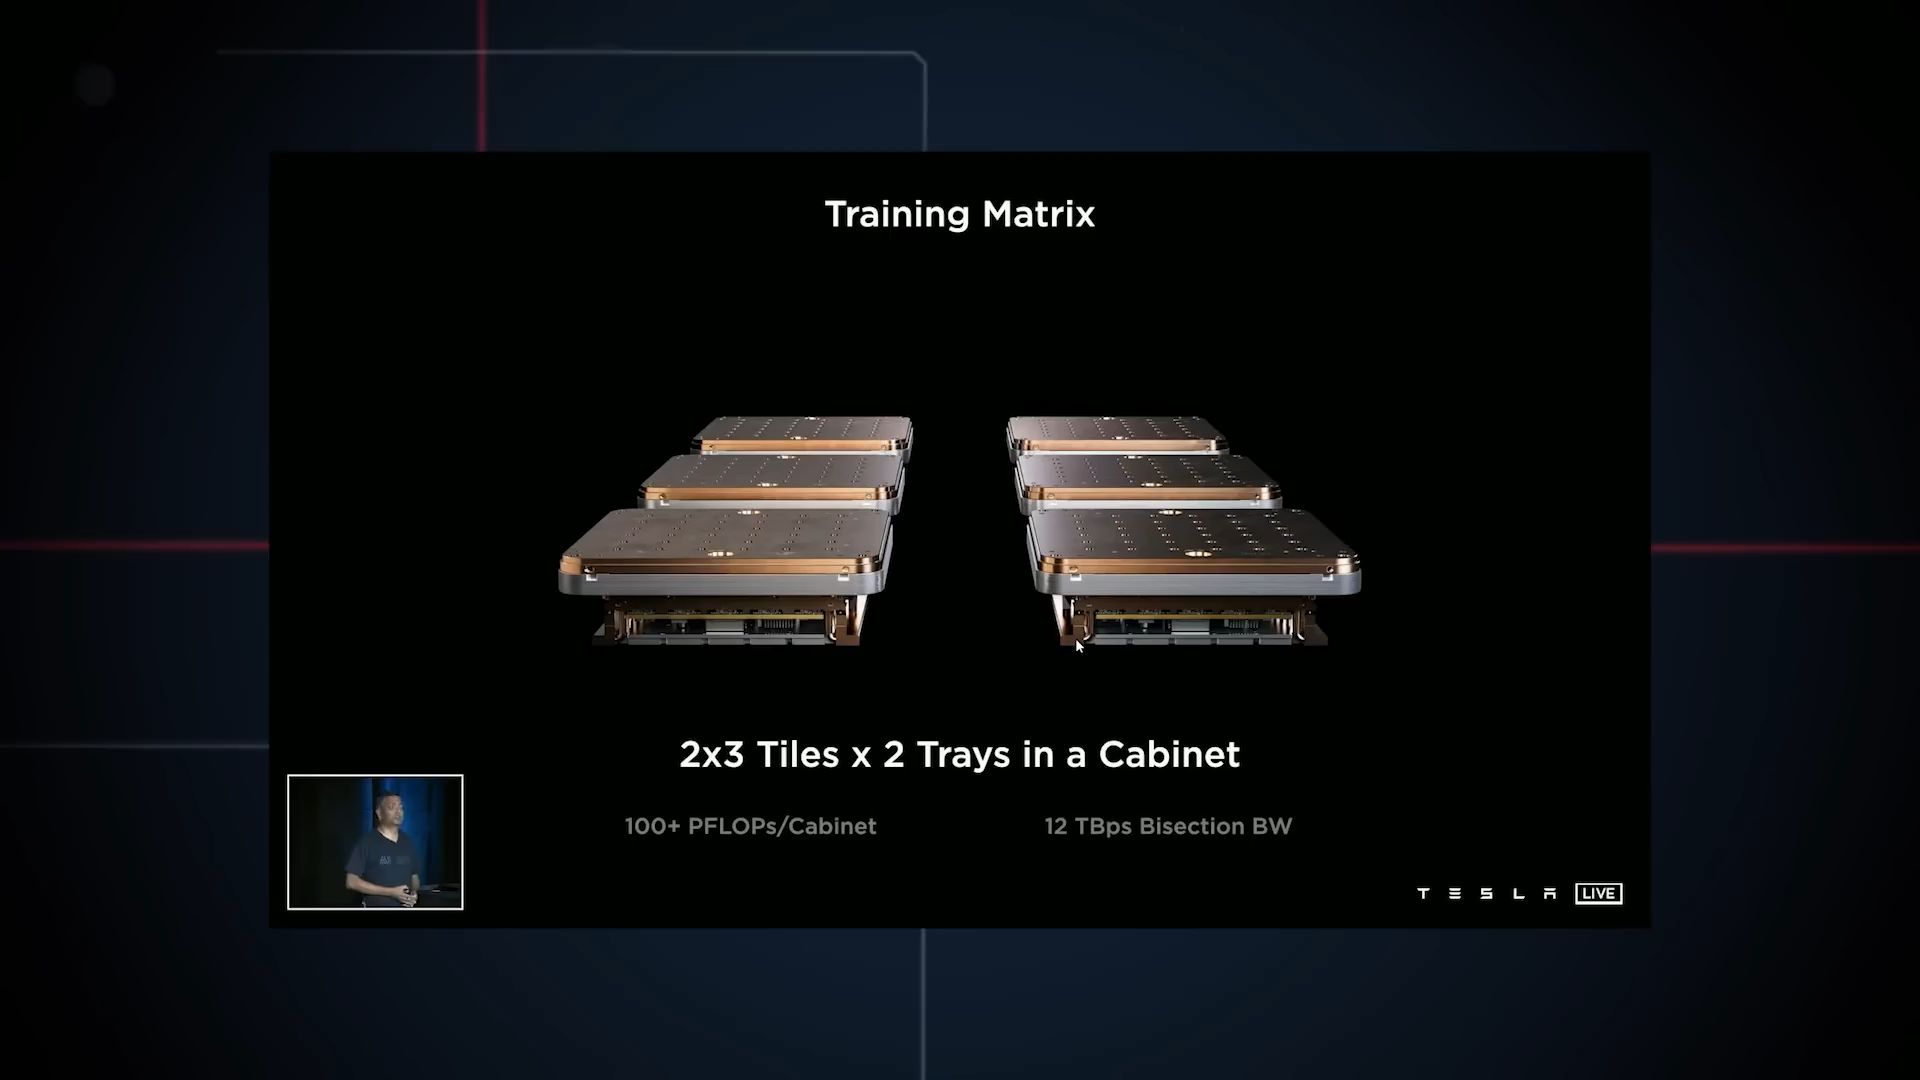 Training Matrix
2x3 Tiles x 2 Trays in a Cabinet
100+ PFLOPs/Cabinet
12 TBps Bisection BW
TESLA LIVE